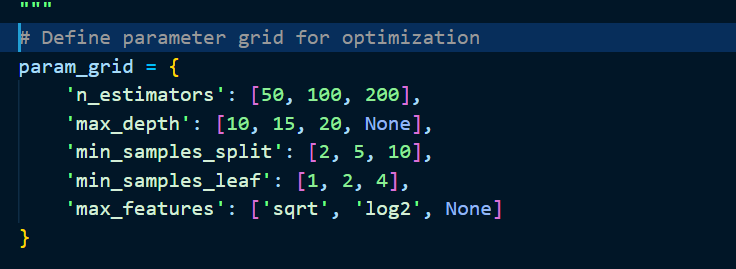 """
# Define parameter grid for optimization
param_grid = {
    'n_estimators': [50, 100, 200],
    'max_depth': [10, 15, 20, None],
    'min_samples_split': [2, 5, 10],
    'min_samples_leaf': [1, 2, 4],
    'max_features': ['sqrt', 'log2', None]
}